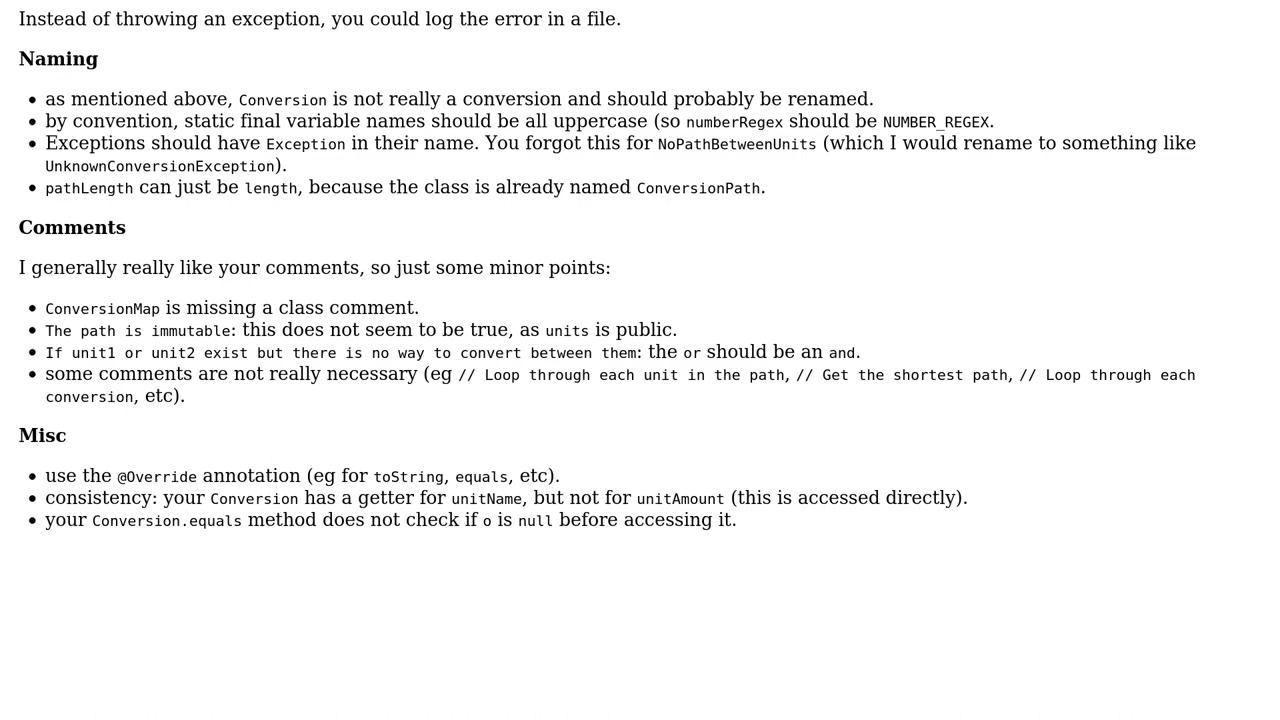 Instead of throwing an exception, you could log the error in a file.
Naming
as mentioned above, Conversion is not really a conversion and should probably be renamed.
by convention, static final variable names should be all uppercase (so numberRegex should be NUMBER_REGEX.
Exceptions should have Exception in their name. You forgot this for NoPathBetweenUnits (which I would rename to something like
UnknownConversionException).
pathLength can just be length, because the class is already named ConversionPath.
Comments
I generally really like your comments, so just some minor points:
ConversionMap is missing a class comment.
The path is immutable: this does not seem to be true, as units is public.
If unit1 or unit2 exist but there is no way to convert between them: the or should be an and.
some comments are not really necessary (eg // Loop through each unit in the path, // Get the shortest path, // Loop through each
conversion, etc).
Misc
use the @Override annotation (eg for toString, equals, etc).
consistency: your Conversion has a getter for unitName, but not for unitAmount (this is accessed directly).
your Conversion.equals method does not check if o is null before accessing it.